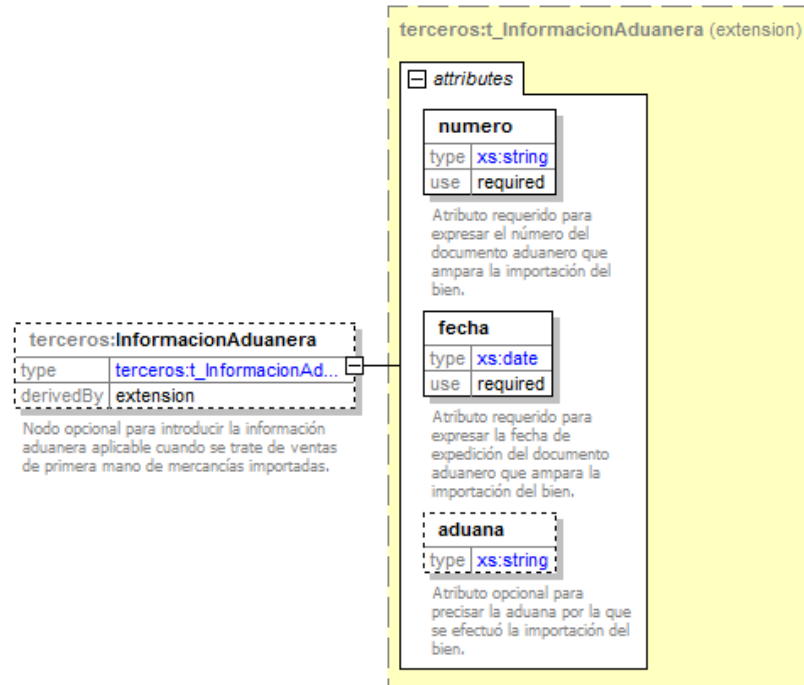 terceros:t_InformacionAduanera (extension)
attributes
numero
type xs:string
use required
Atributo requerido para
expresar el número del
documento aduanero que
ampara la importación del
bien.
terceros:InformacionAduanera
type terceros:t_InformacionAd...
derivedBy extension
Nodo opcional para introducir la información
aduanera aplicable cuando se trate de ventas
de primera mano de mercancías importadas.
fecha
type xs:date
use required
Atributo requerido para
expresar la fecha de
expedición del documento
aduanero que ampara la
importación del bien.
aduana
type xs:string
Atributo opcional para
precisar la aduana por la que
se efectuó la importación del
bien.